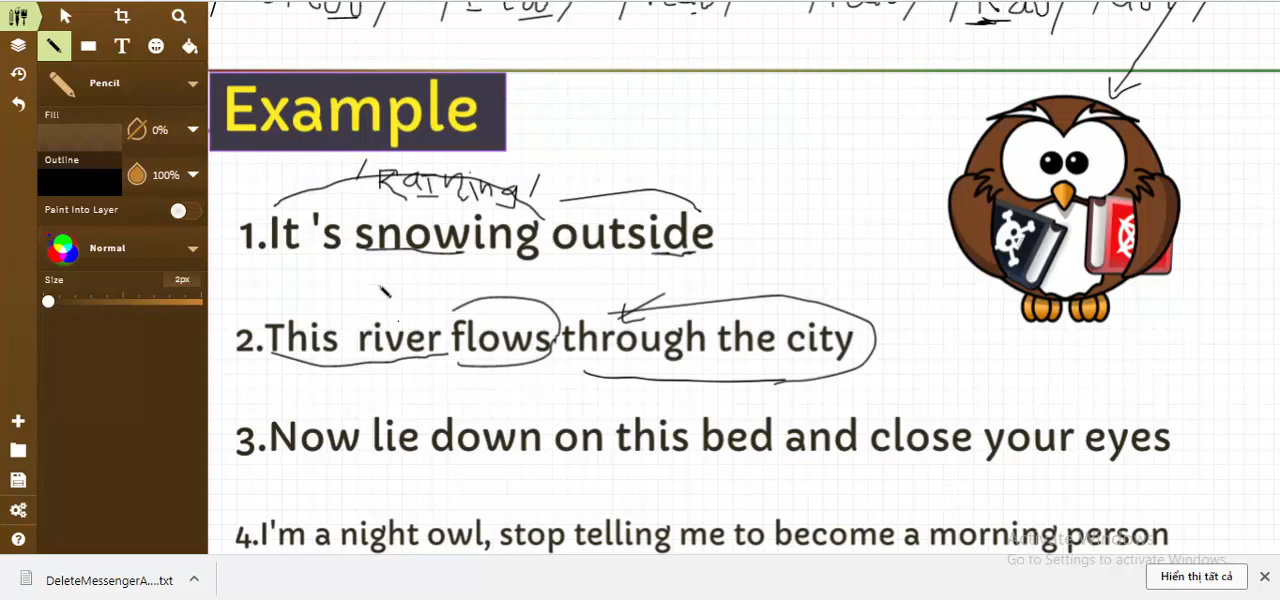 Example
/ Raining /
1.It 's snowing outside
2.This river flows through the city
3.Now lie down on this bed and close your eyes
4.I'm a night owl, stop telling me to become a morning person
Pencil
Fill
0%
Outline
100%
Paint Into Layer
Normal
Size
2px
Activate Windows
Go to Settings to activate Windows.
DeleteMessengerA....txt
Hiển thị tất cả